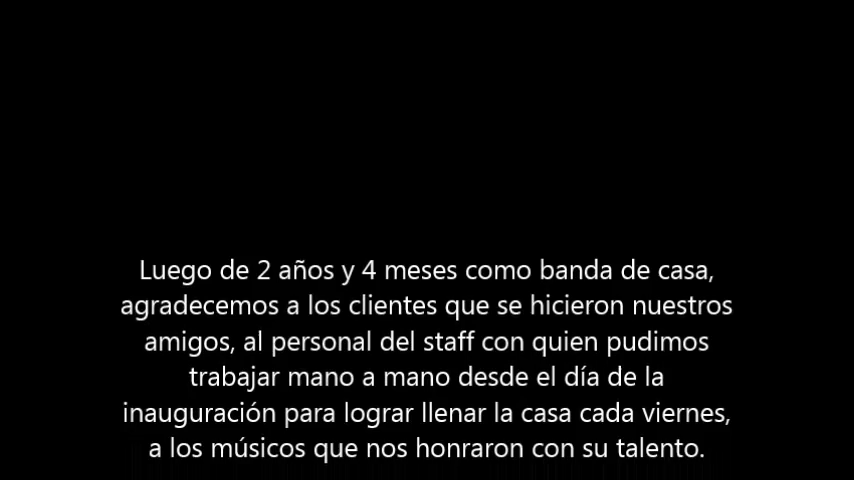 Luego de 2 años y 4 meses como banda de casa,
agradecemos a los clientes que se hicieron nuestros
amigos, al personal del staff con quien pudimos
trabajar mano a mano desde el día de la
inauguración para lograr llenar la casa cada viernes,
a los músicos que nos honraron con su talento.